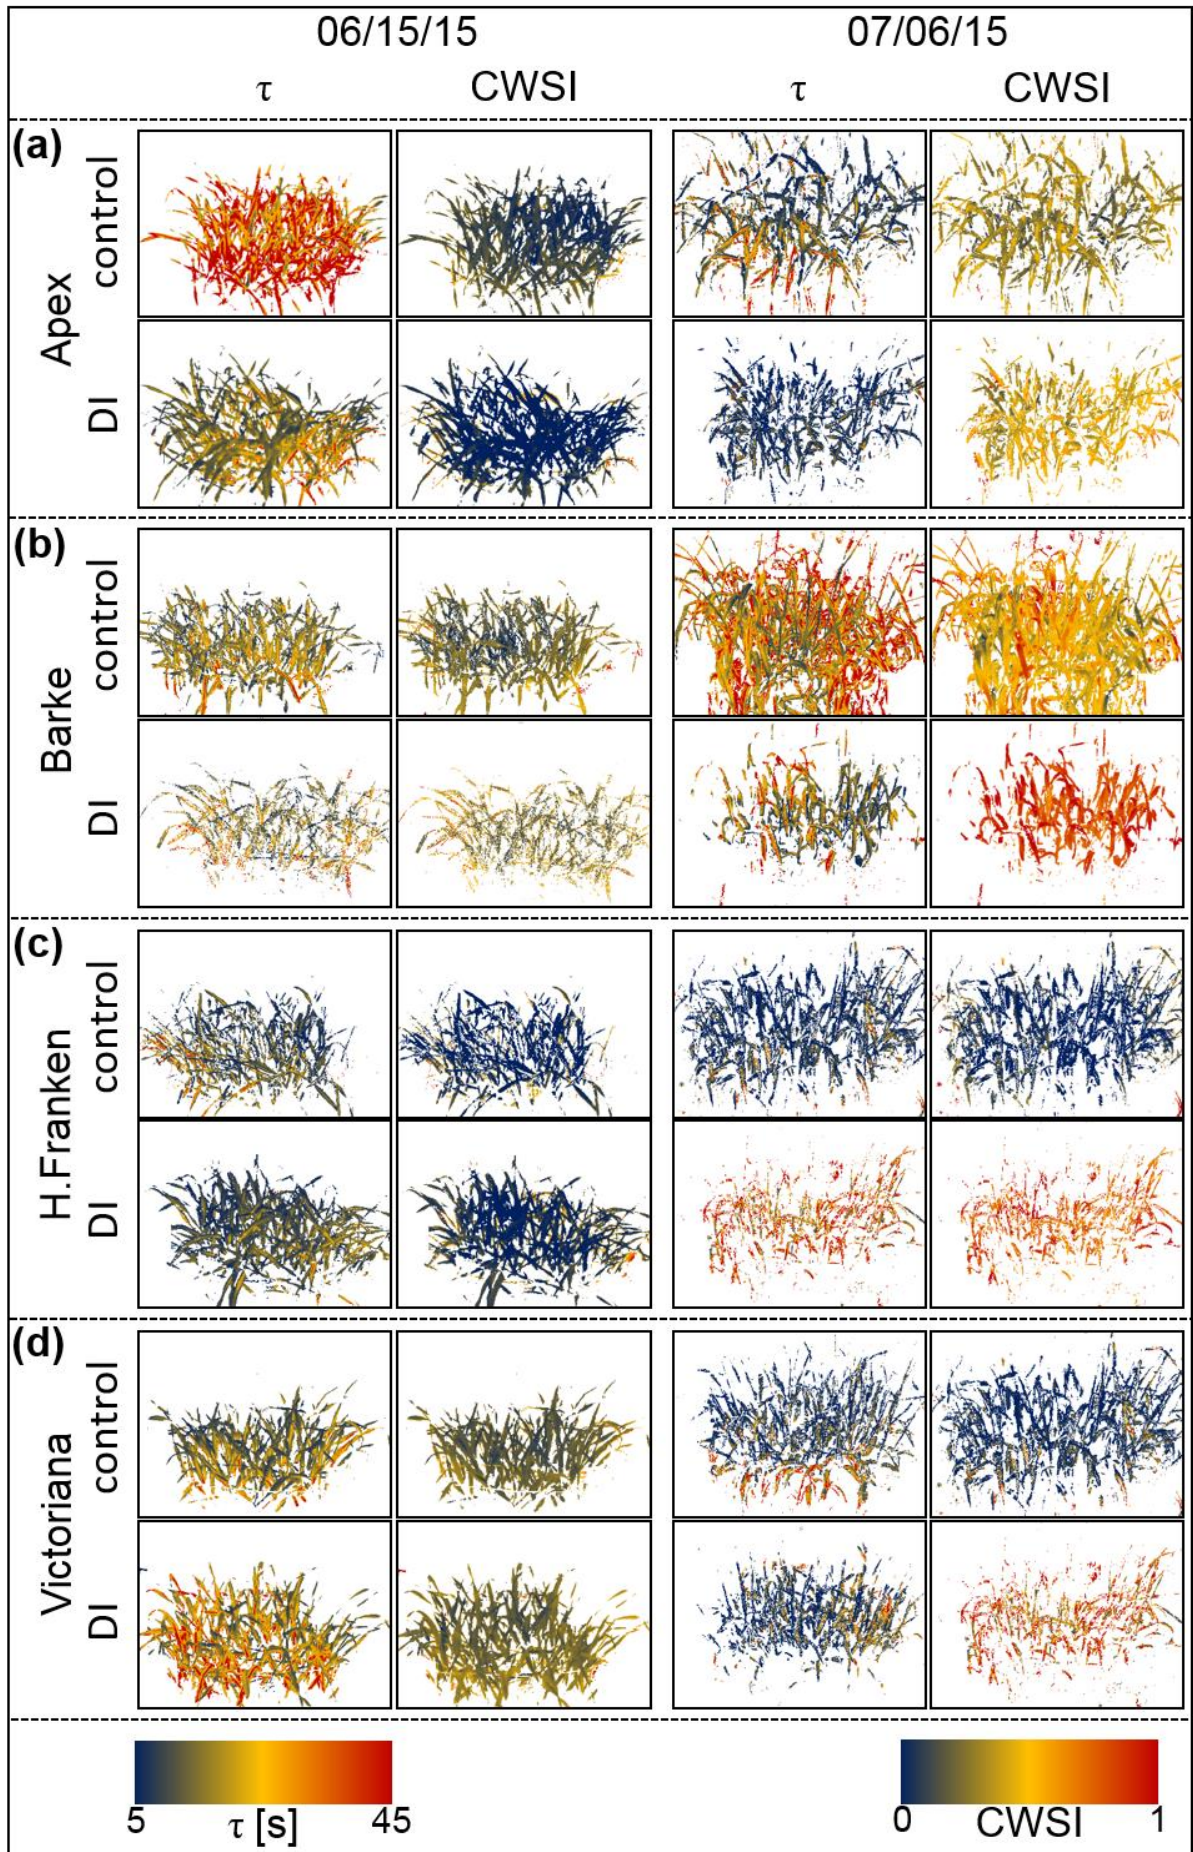 06/15/15 07/06/15
τ CWSI τ CWSI
(a)
Apex
control
DI
(b)
Barke
control
DI
(c)
H.Franken
control
DI
(d)
Victoriana
control
DI
5 τ [s] 45
0 CWSI 1